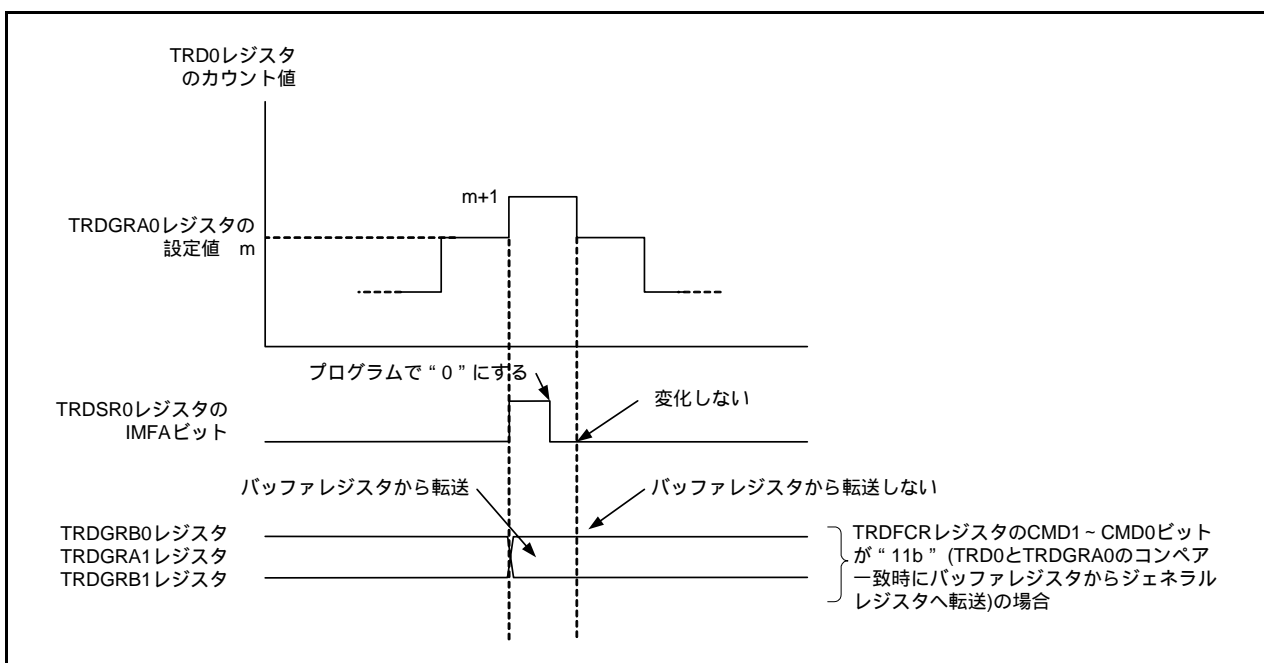 TRD0レジスタ
のカウント値
m+1
TRDGRA0レジスタの
設定値　m
プログラムで“0”にする
変化しない
TRDSR0レジスタの
IMFAビット
バッファレジスタから転送
バッファレジスタから転送しない
TRDGRB0レジスタ
TRDGRA1レジスタ
TRDGRB1レジスタ
TRDFCRレジスタのCMD1~CMD0ビット
が“11b”(TRD0とTRDGRA0のコンペア
一致時にバッファレジスタからジェネラル
レジスタへ転送)の場合